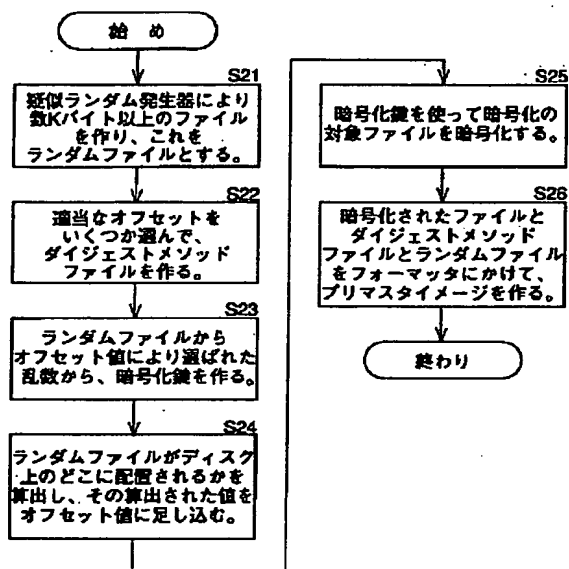 始 め
S21
疑似ランダム発生器により
数Kバイト以上のファイル
を作り、これを
ランダムファイルとする。
S22
適当なオフセットを
いくつか選んで、
ダイジェストメソッド
ファイルを作る。
S23
ランダムファイルから
オフセット値により選ばれた
乱数から、暗号化鍵を作る。
S24
ランダムファイルがディスク
上のどこに配置されるかを
算出し、その算出された値を
オフセット値に足し込む。
S25
暗号化鍵を使って暗号化の
対象ファイルを暗号化する。
S26
暗号化されたファイルと
ダイジェストメソッド
ファイルとランダムファイル
をフォーマッタにかけて、
プリマスタイメージを作る。
終わり